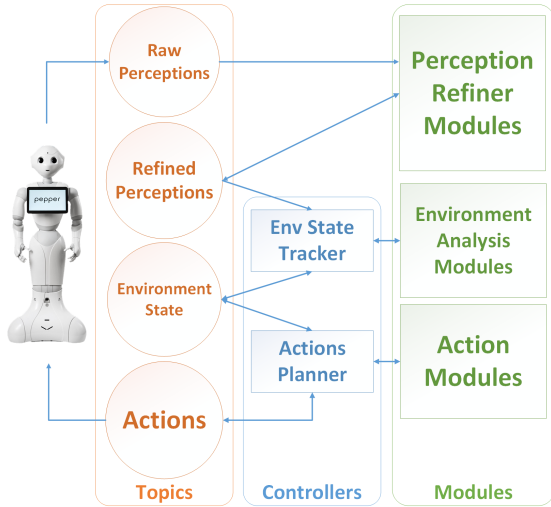 Raw
Perceptions
Refined
Perceptions
pepper
Environment
State
Actions
Topics
Env State
Tracker
Actions
Planner
Controllers
Perception
Refiner
Modules
Environment
Analysis
Modules
Action
Modules
Modules